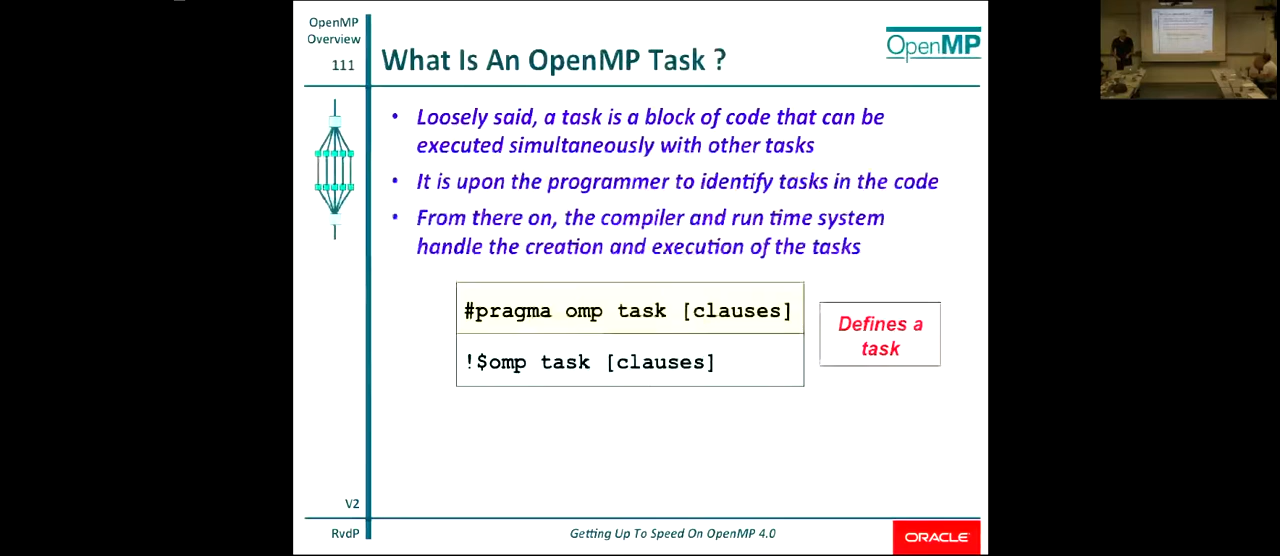 OpenMP
Overview
111
What Is An OpenMP Task ?
OpenMP
• Loosely said, a task is a block of code that can be
executed simultaneously with other tasks
• It is upon the programmer to identify tasks in the code
• From there on, the compiler and run time system
handle the creation and execution of the tasks
#pragma omp task [clauses]
!$omp task [clauses]
Defines a
task
V2
RvdP
Getting Up To Speed On OpenMP 4.0
ORACLE